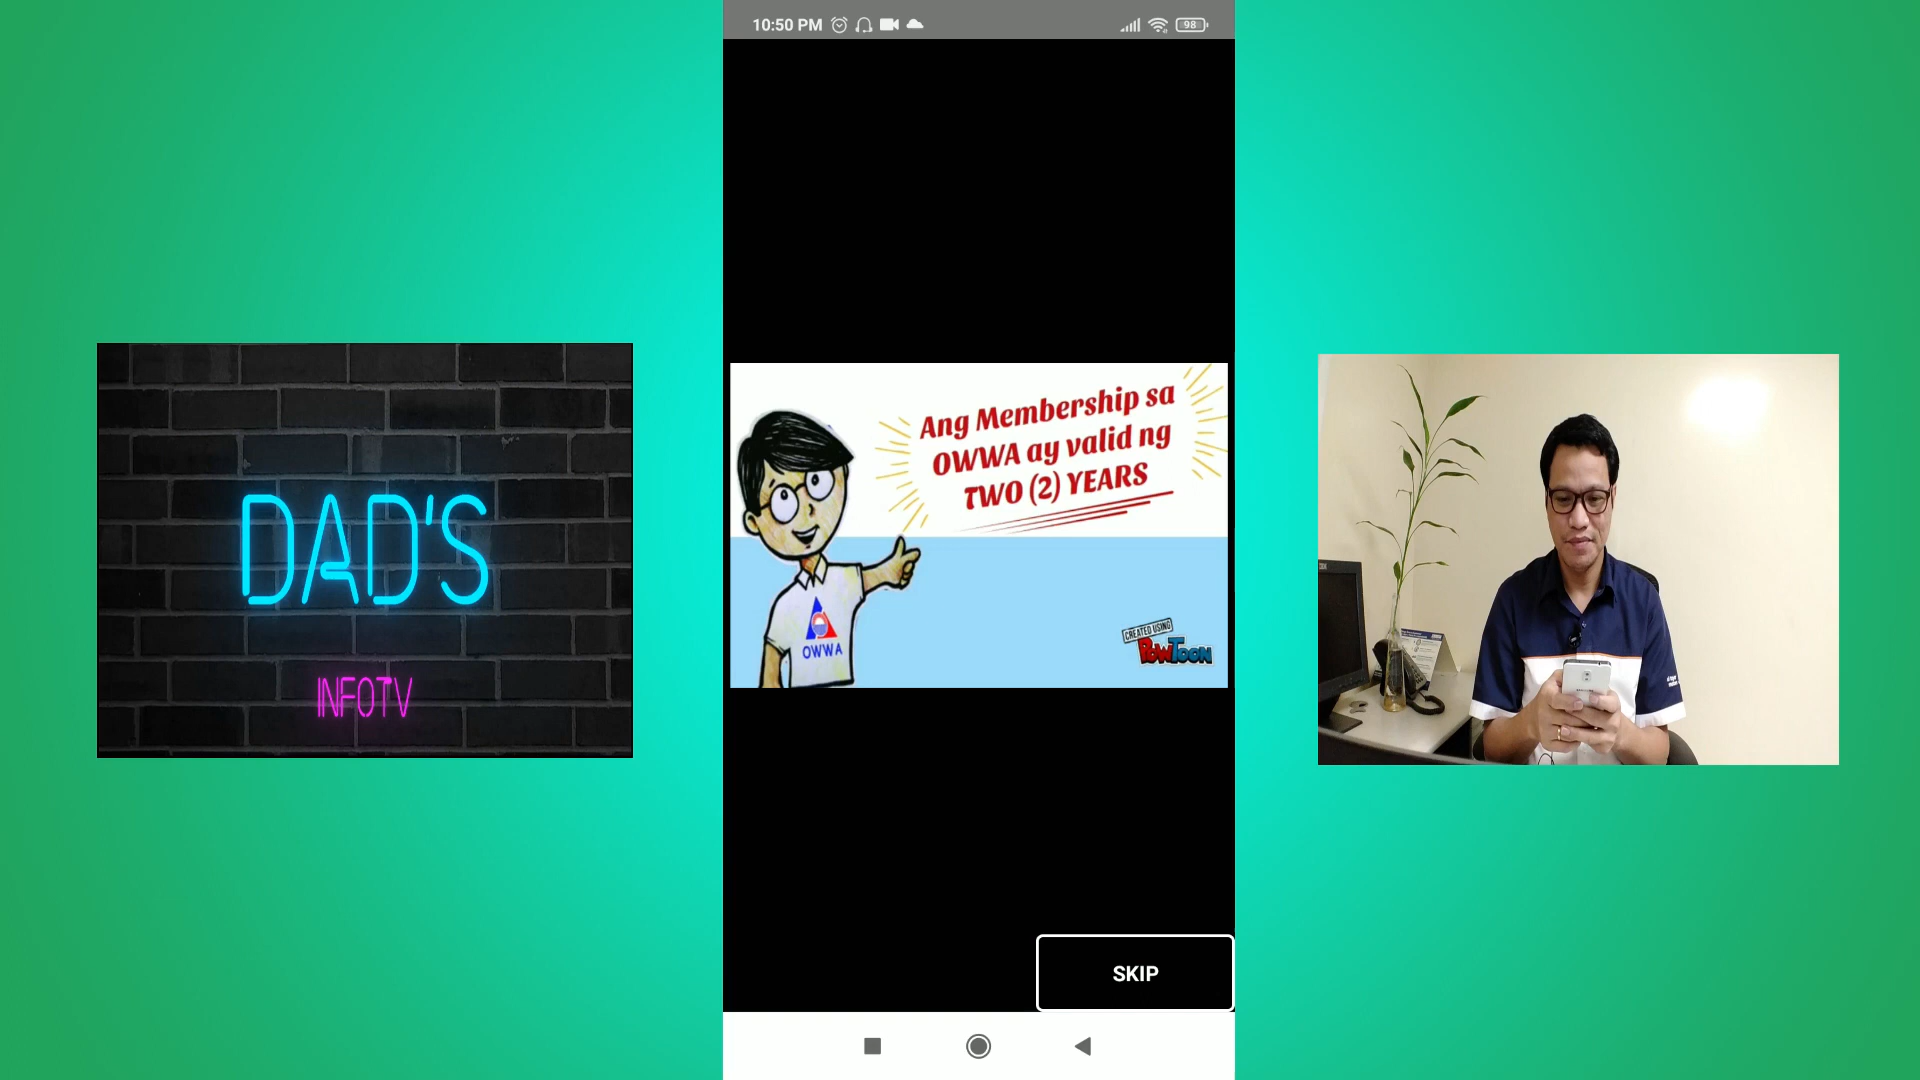 10:50 PM
98
DAD'S
INFOTV
Ang Membership sa
OWWA ay valid ng
TWO (2) YEARS
OWWA
CREATED USING
POWTOON
SKIP